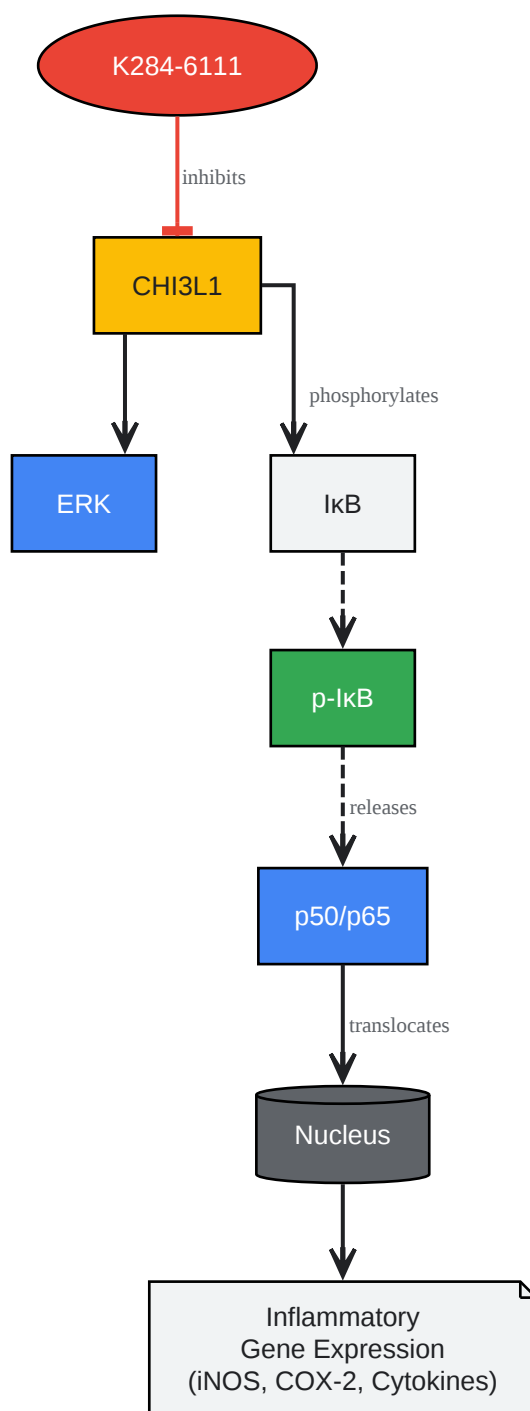 K284-6111
inhibits
CHI3L1
phosphorylates
ERK
IκB
p-IκB
releases
p50/p65
translocates
Nucleus
Inflammatory
Gene Expression
(iNOS, COX-2, Cytokines)